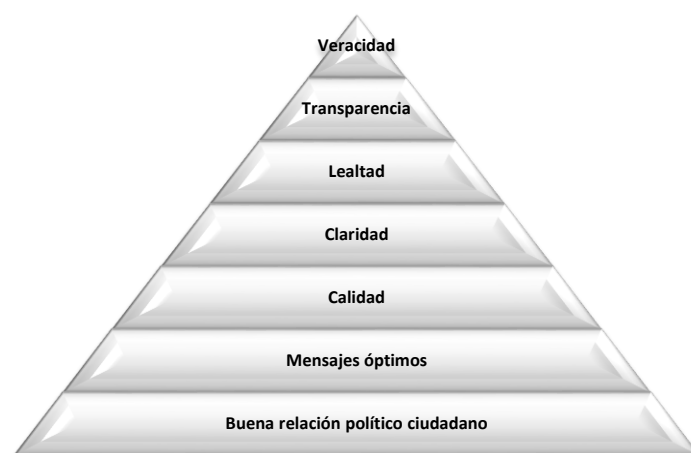 Veracidad
Transparencia
Lealtad
Claridad
Calidad
Mensajes óptimos
Buena relación político ciudadano